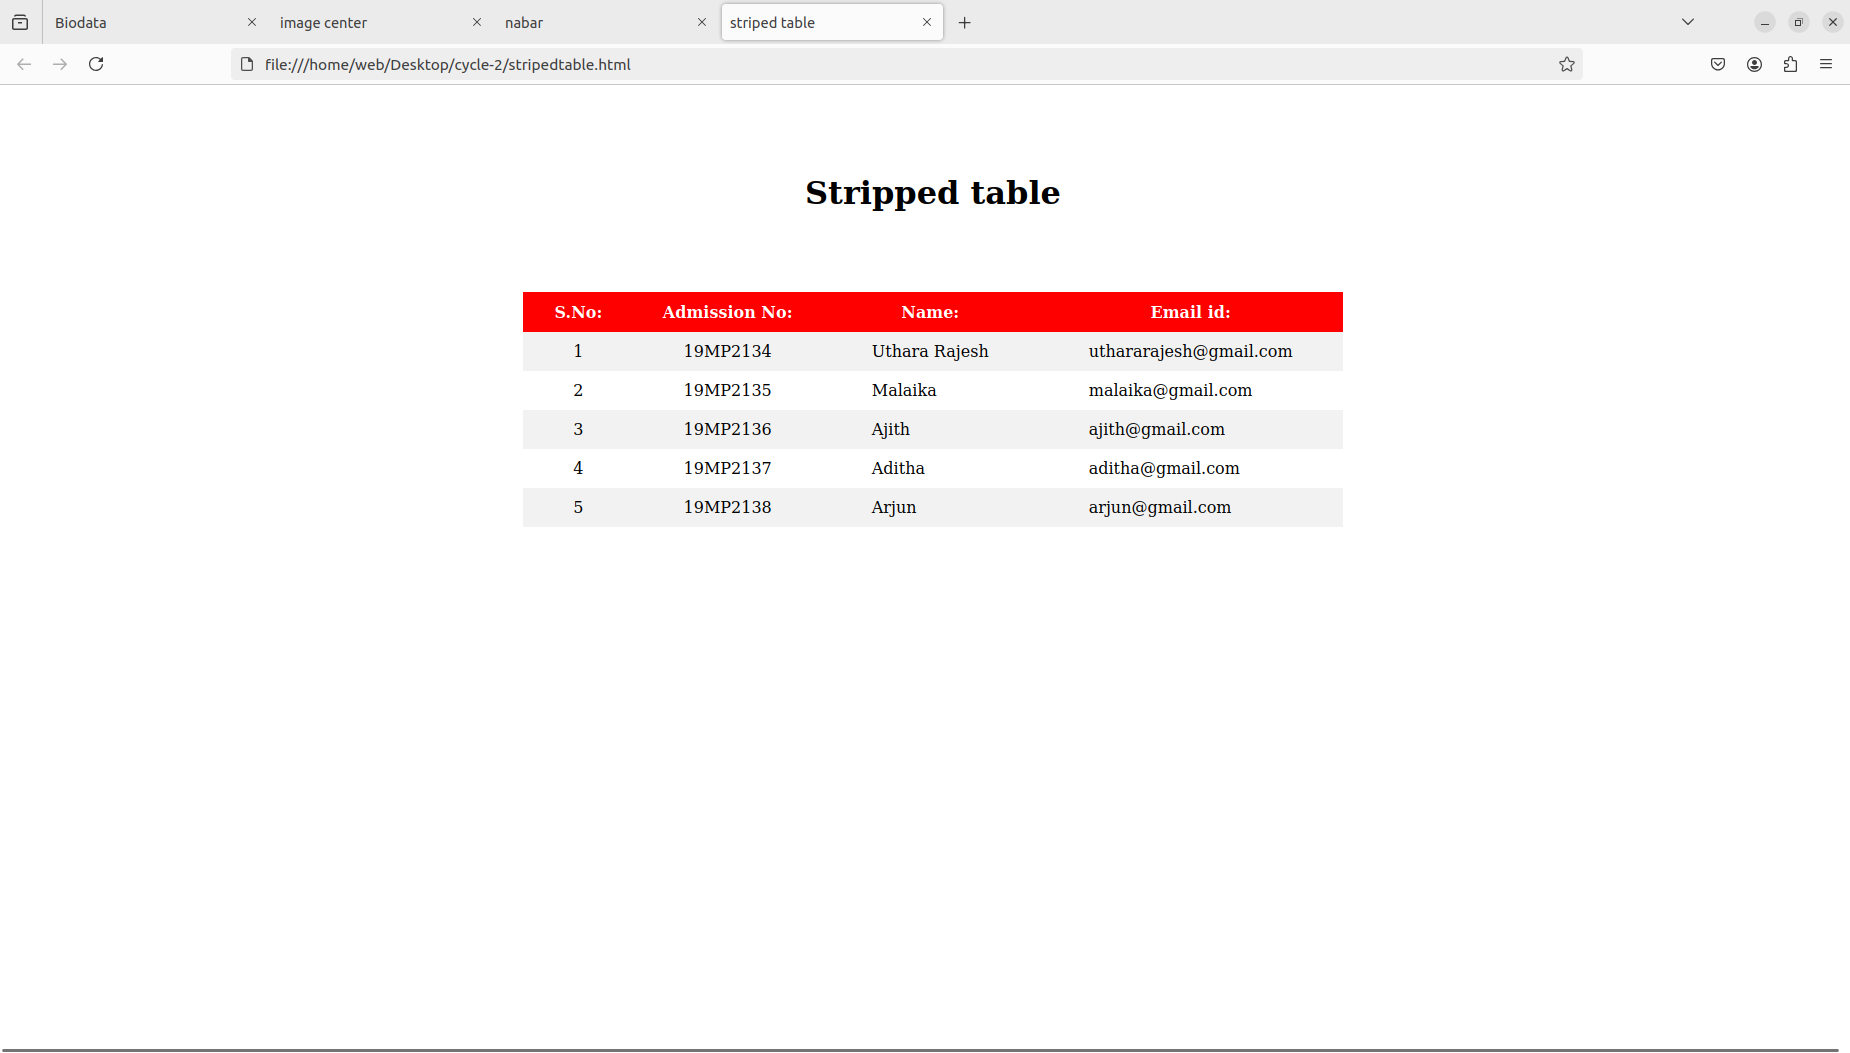 Biodata image center nabar striped table
file:///home/web/Desktop/cycle-2/stripedtable.html
Stripped table
S.No: Admission No: Name: Email id:
1 19MP2134 Uthara Rajesh uthararajesh@gmail.com
2 19MP2135 Malaika malaika@gmail.com
3 19MP2136 Ajith ajith@gmail.com
4 19MP2137 Aditha aditha@gmail.com
5 19MP2138 Arjun arjun@gmail.com